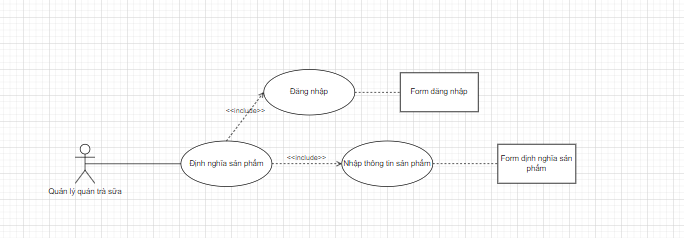 Đăng nhập
Form đăng nhập
<<include>>
Định nghĩa sản phẩm
<<include>>
Nhập thông tin sản phẩm
Form định nghĩa sản
phẩm
Quản lý quán trà sữa